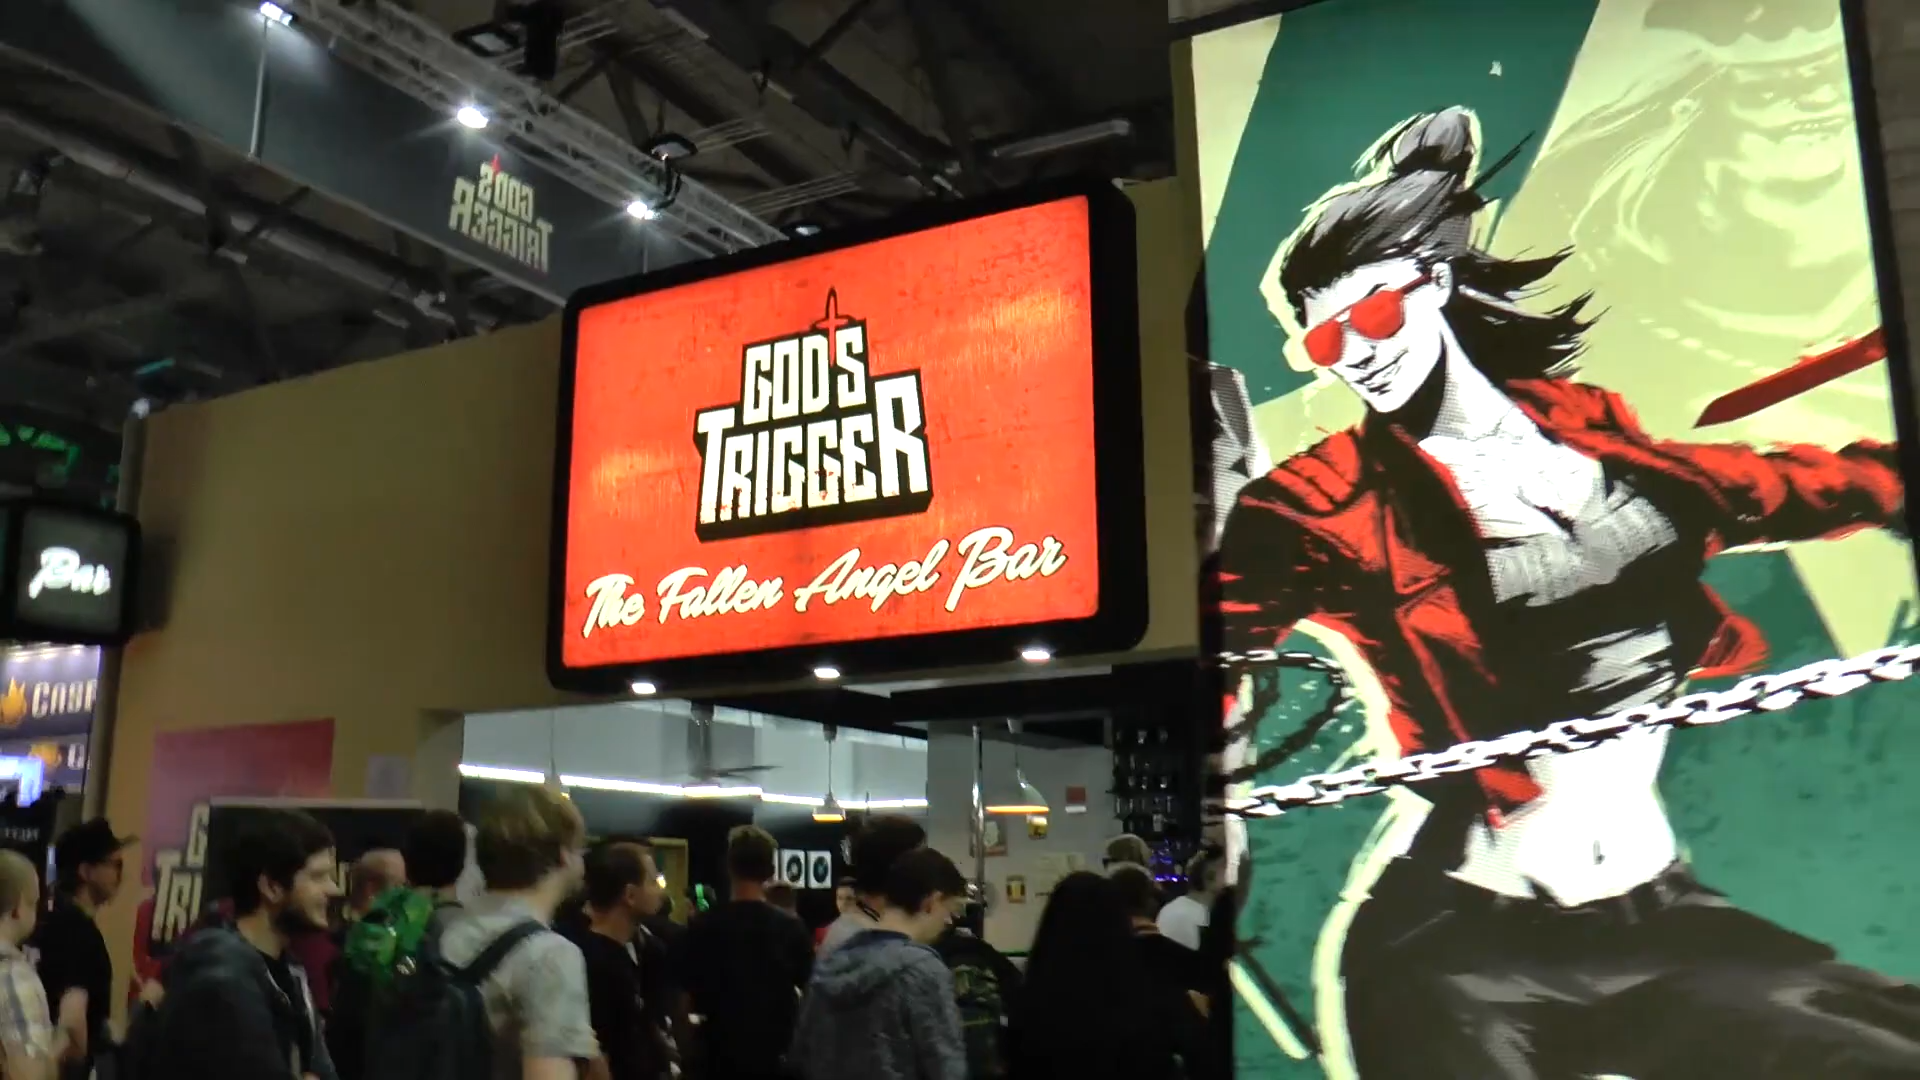 GOD'S
TRIGGER
GOD'S
TRIGGER
The Fallen Angel Bar
Bar